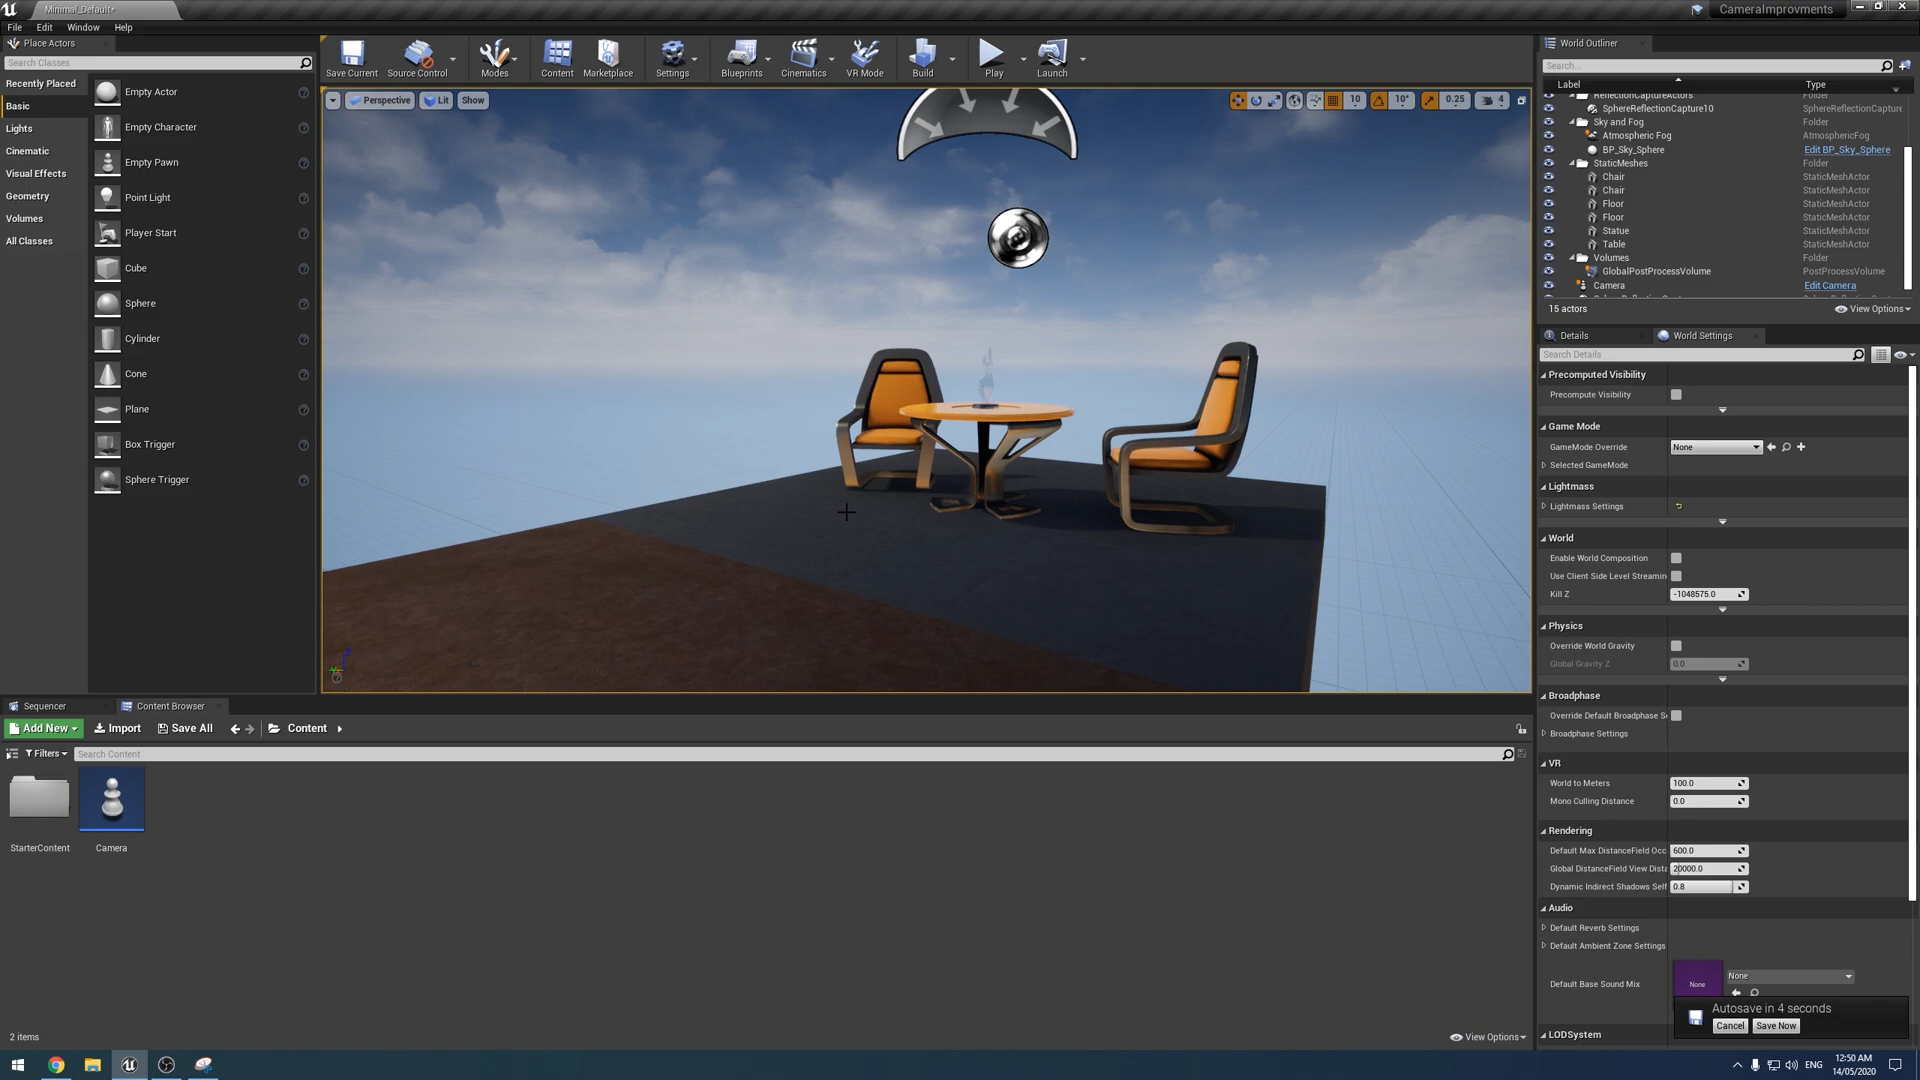 Minimal_Default*
CameraImprovments
File Edit Window Help
Place Actors
Search Classes
Recently Placed
Basic
Lights
Cinematic
Visual Effects
Geometry
Volumes
All Classes
Empty Actor
Empty Character
Empty Pawn
Point Light
Player Start
Cube
Sphere
Cylinder
Cone
Plane
Box Trigger
Sphere Trigger
Save Current
Source Control
Modes
Content
Marketplace
Settings
Blueprints
Cinematics
VR Mode
Build
Play
Launch
Perspective
Lit
Show
10
10°
0.25
4
World Outliner
Search...
Label Type
ReflectionCaptureActors Folder
SphereReflectionCapture10 SphereReflectionCapture
Sky and Fog Folder
Atmospheric Fog AtmosphericFog
BP_Sky_Sphere Edit BP_Sky_Sphere
StaticMeshes Folder
Chair StaticMeshActor
Chair StaticMeshActor
Floor StaticMeshActor
Floor StaticMeshActor
Statue StaticMeshActor
Table StaticMeshActor
Volumes Folder
GlobalPostProcessVolume PostProcessVolume
Camera Edit Camera
15 actors
View Options
Details
World Settings
Search Details
Precomputed Visibility
Precompute Visibility
Game Mode
GameMode Override None
Selected GameMode
Lightmass
Lightmass Settings
World
Enable World Composition
Use Client Side Level Streamin
Kill Z -1048575.0
Physics
Override World Gravity
Global Gravity Z 0.0
Broadphase
Override Default Broadphase S
Broadphase Settings
VR
World to Meters 100.0
Mono Culling Distance 0.0
Rendering
Default Max DistanceField Occ 600.0
Global DistanceField View Dista 20000.0
Dynamic Indirect Shadows Self 0.8
Audio
Default Reverb Settings
Default Ambient Zone Settings
Default Base Sound Mix None None
Autosave in 4 seconds
Cancel Save Now
LODSystem
Sequencer
Content Browser
Add New Import Save All Content
Filters
Search Content
StarterContent
Camera
2 items
View Options
ENG
12:50 AM
14/05/2020